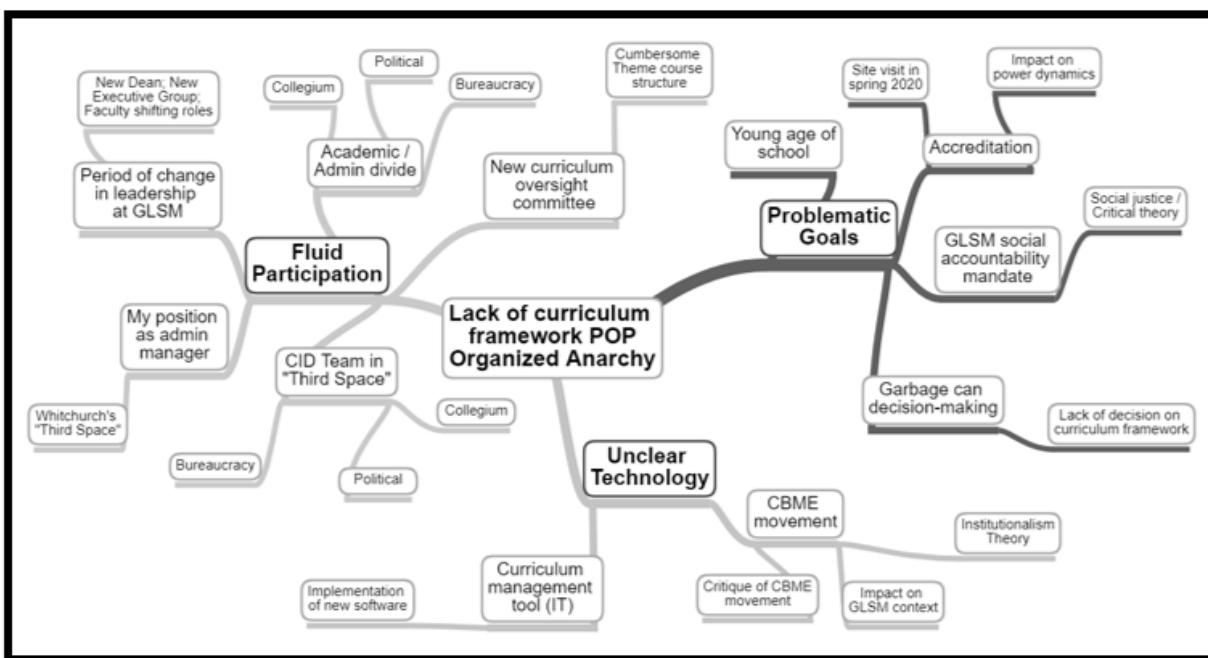 New Dean; New
Executive Group;
Faculty shifting roles
Period of change
in leadership
at GLSM
Collegium
Political
Bureaucracy
Academic /
Admin divide
Cumbersome
Theme course
structure
New curriculum
oversight
committee
Fluid
Participation
My position
as admin
manager
Whitchurch's
"Third Space"
CID Team in
"Third Space"
Bureaucracy
Political
Collegium
Lack of curriculum
framework POP
Organized Anarchy
Young age of
school
Site visit in
spring 2020
Impact on
power dynamics
Accreditation
Problematic
Goals
Social justice /
Critical theory
GLSM social
accountability
mandate
Garbage can
decision-making
Lack of decision on
curriculum framework
Unclear
Technology
CBME
movement
Institutionalism
Theory
Critique of CBME
movement
Impact on
GLSM context
Curriculum
management
tool (IT)
Implementation
of new software